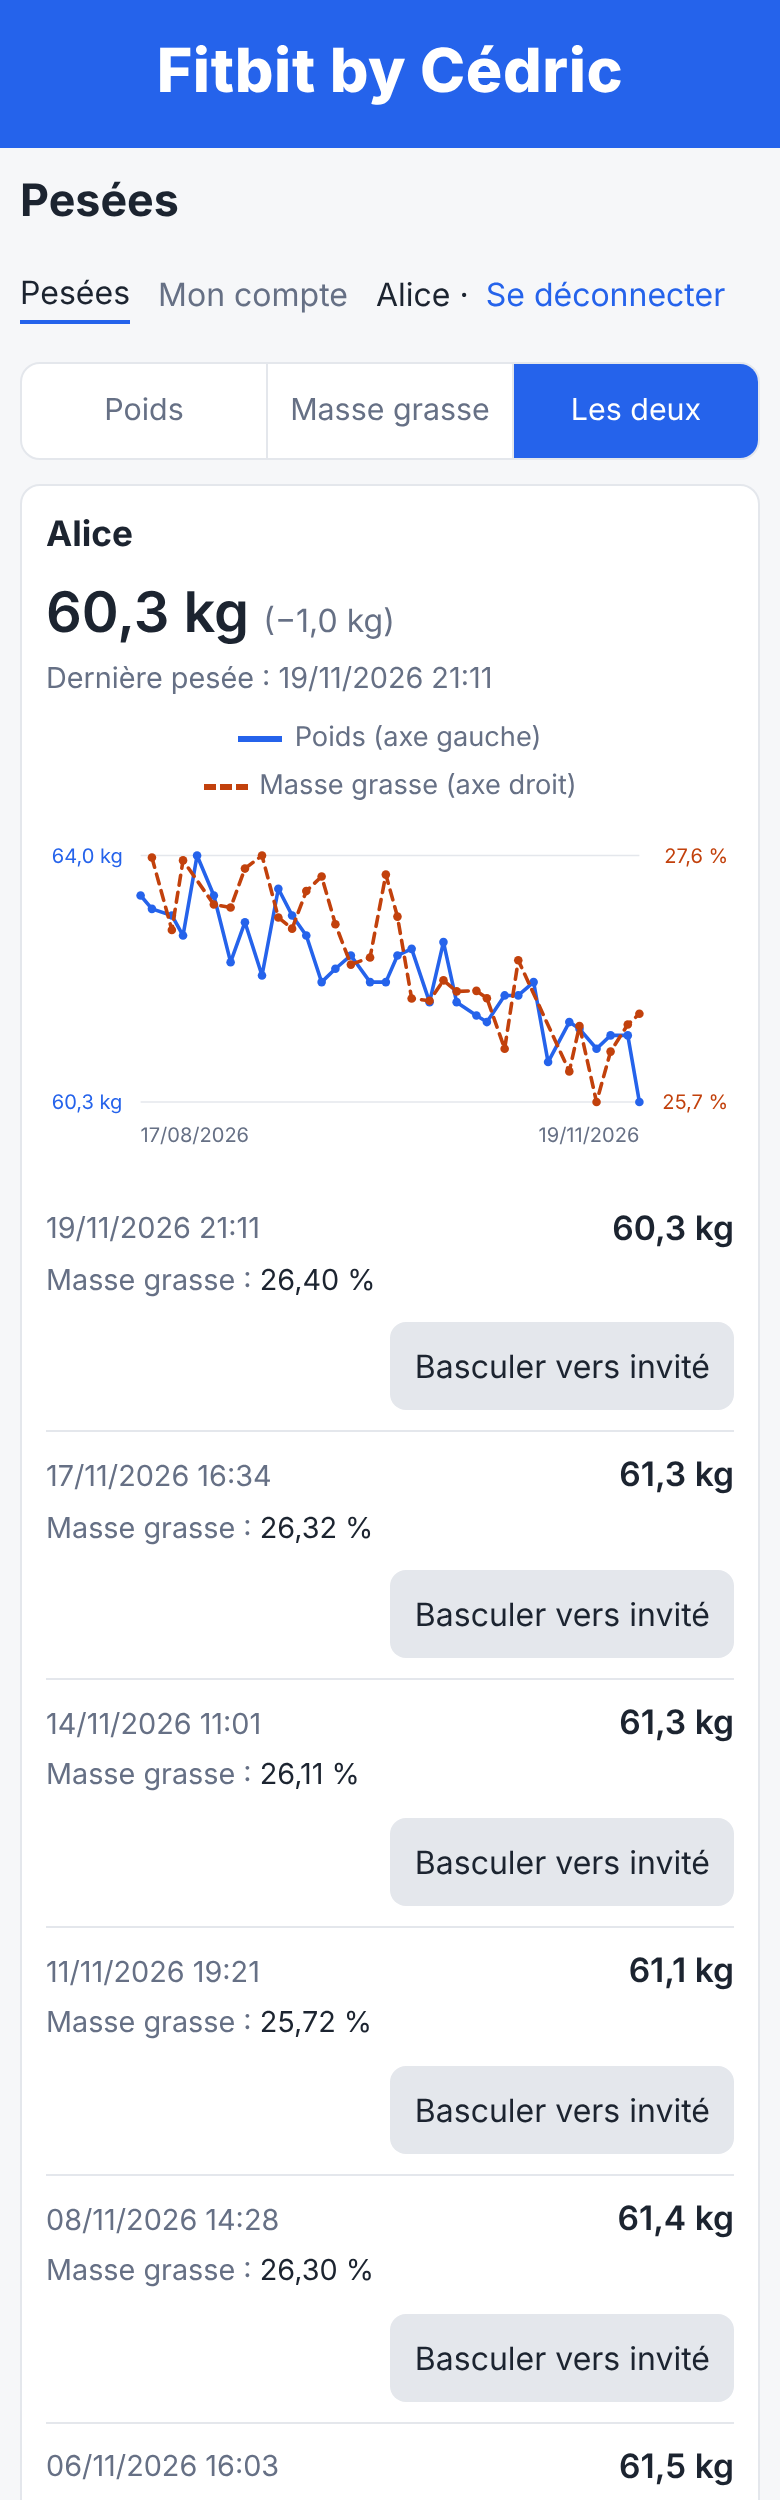 Fitbit by Cédric
Pesées
Pesées Mon compte Alice · Se déconnecter
Poids Masse grasse Les deux
Alice
60,3 kg (−1,0 kg)
Dernière pesée : 19/11/2026 21:11
Poids (axe gauche)
Masse grasse (axe droit)
64,0 kg 27,6 %
60,3 kg 25,7 %
17/08/2026 19/11/2026
19/11/2026 21:11 60,3 kg
Masse grasse : 26,40 %
Basculer vers invité
17/11/2026 16:34 61,3 kg
Masse grasse : 26,32 %
Basculer vers invité
14/11/2026 11:01 61,3 kg
Masse grasse : 26,11 %
Basculer vers invité
11/11/2026 19:21 61,1 kg
Masse grasse : 25,72 %
Basculer vers invité
08/11/2026 14:28 61,4 kg
Masse grasse : 26,30 %
Basculer vers invité
06/11/2026 16:03 61,5 kg